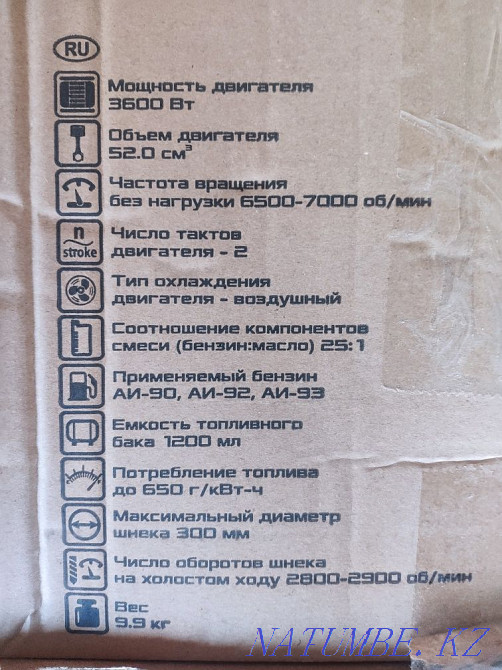 RU
Мощность двигателя
3600 Вт
Объем двигателя
52.0 см³
Частота вращения
без нагрузки 6500-7000 об/мин
n
stroke
Число тактов
двигателя - 2
Тип охлаждения
двигателя - воздушный
Соотношение компонентов
смеси (бензин:масло) 25:1
Применяемый бензин
АИ-90, АИ-92, АИ-93
Емкость топливного
бака 1200 мл
Потребление топлива
до 650 г/кВт-ч
Максимальный диаметр
шнека 300 мм
Число оборотов шнека
на холостом ходу 2800-2900 об/мин
Вес
9.9 кг
NATUMBE.KZ